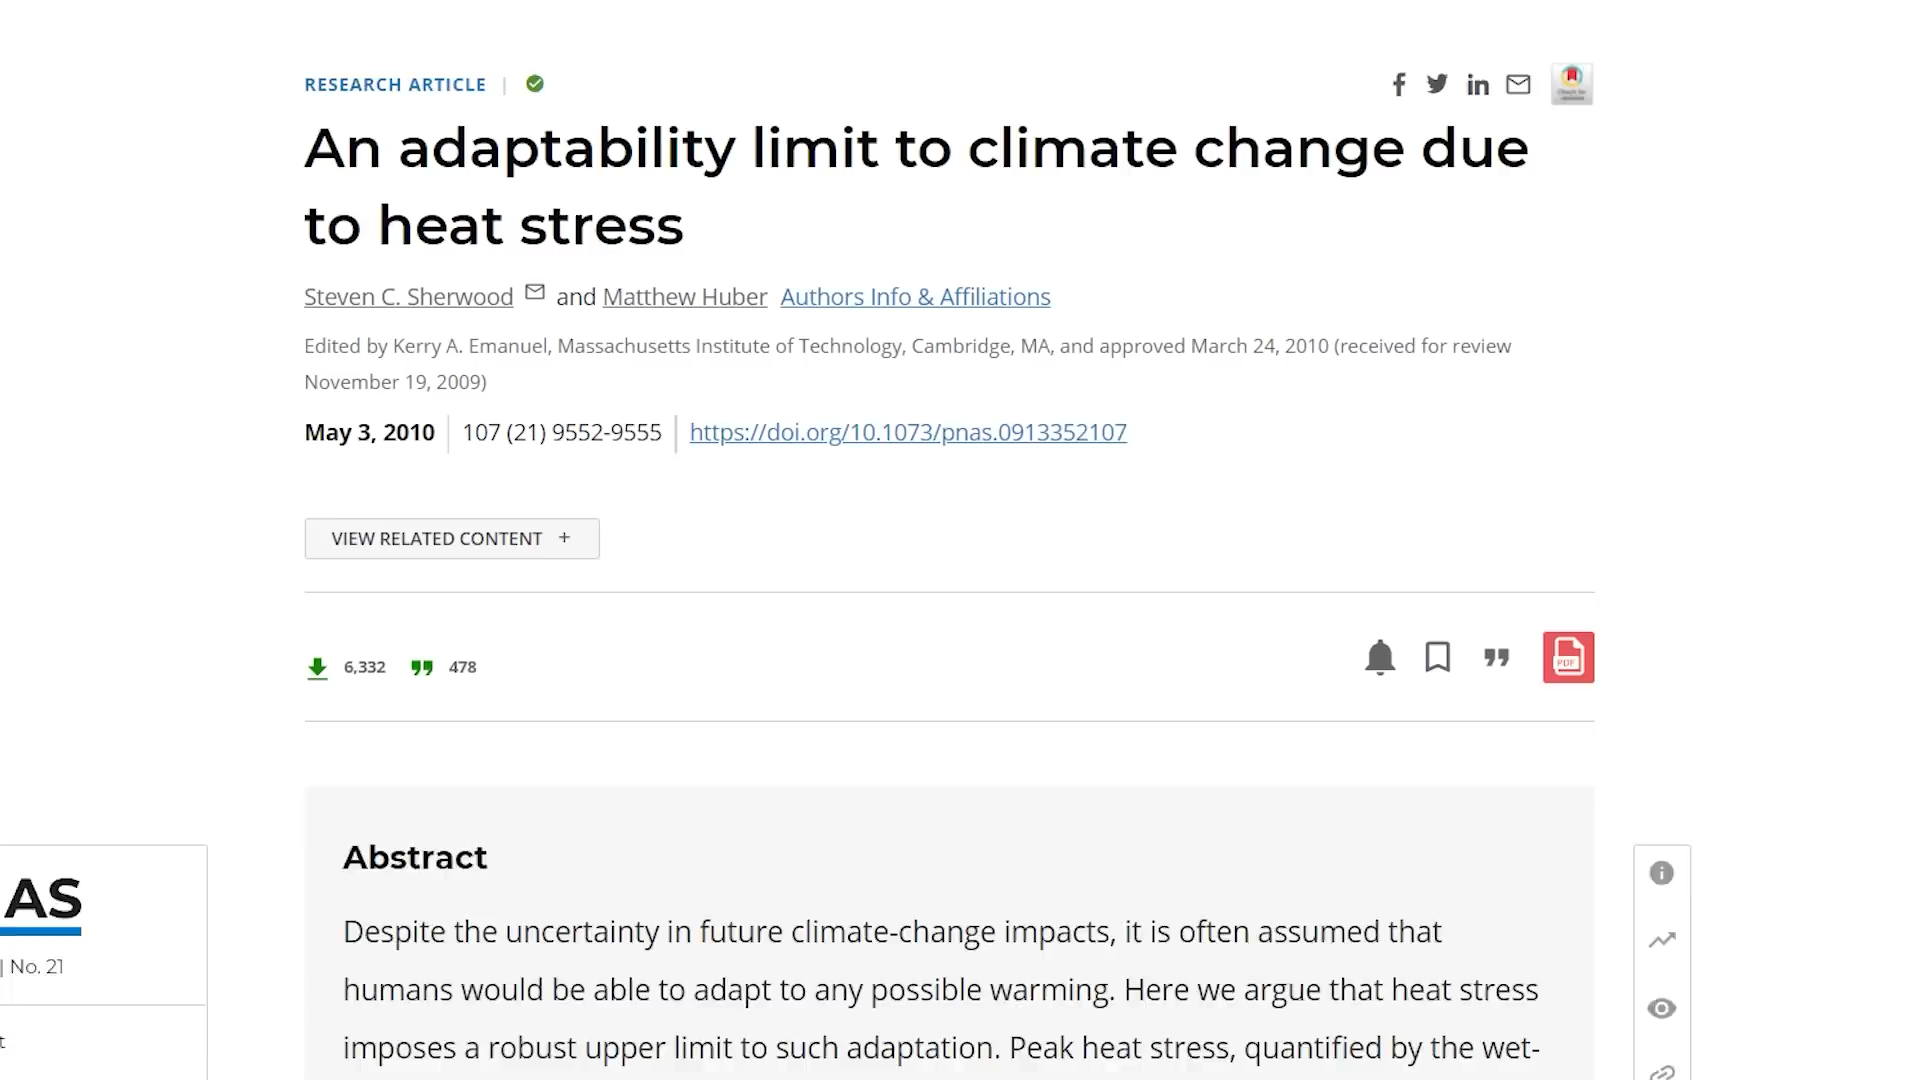 RESEARCH ARTICLE |
An adaptability limit to climate change due
to heat stress
Steven C. Sherwood and Matthew Huber Authors Info & Affiliations
Edited by Kerry A. Emanuel, Massachusetts Institute of Technology, Cambridge, MA, and approved March 24, 2010 (received for review
November 19, 2009)
May 3, 2010 | 107 (21) 9552-9555 | https://doi.org/10.1073/pnas.0913352107
VIEW RELATED CONTENT +
6,332 478
PDF
Abstract
Despite the uncertainty in future climate-change impacts, it is often assumed that
humans would be able to adapt to any possible warming. Here we argue that heat stress
imposes a robust upper limit to such adaptation. Peak heat stress, quantified by the wet-
AS
| No. 21
t